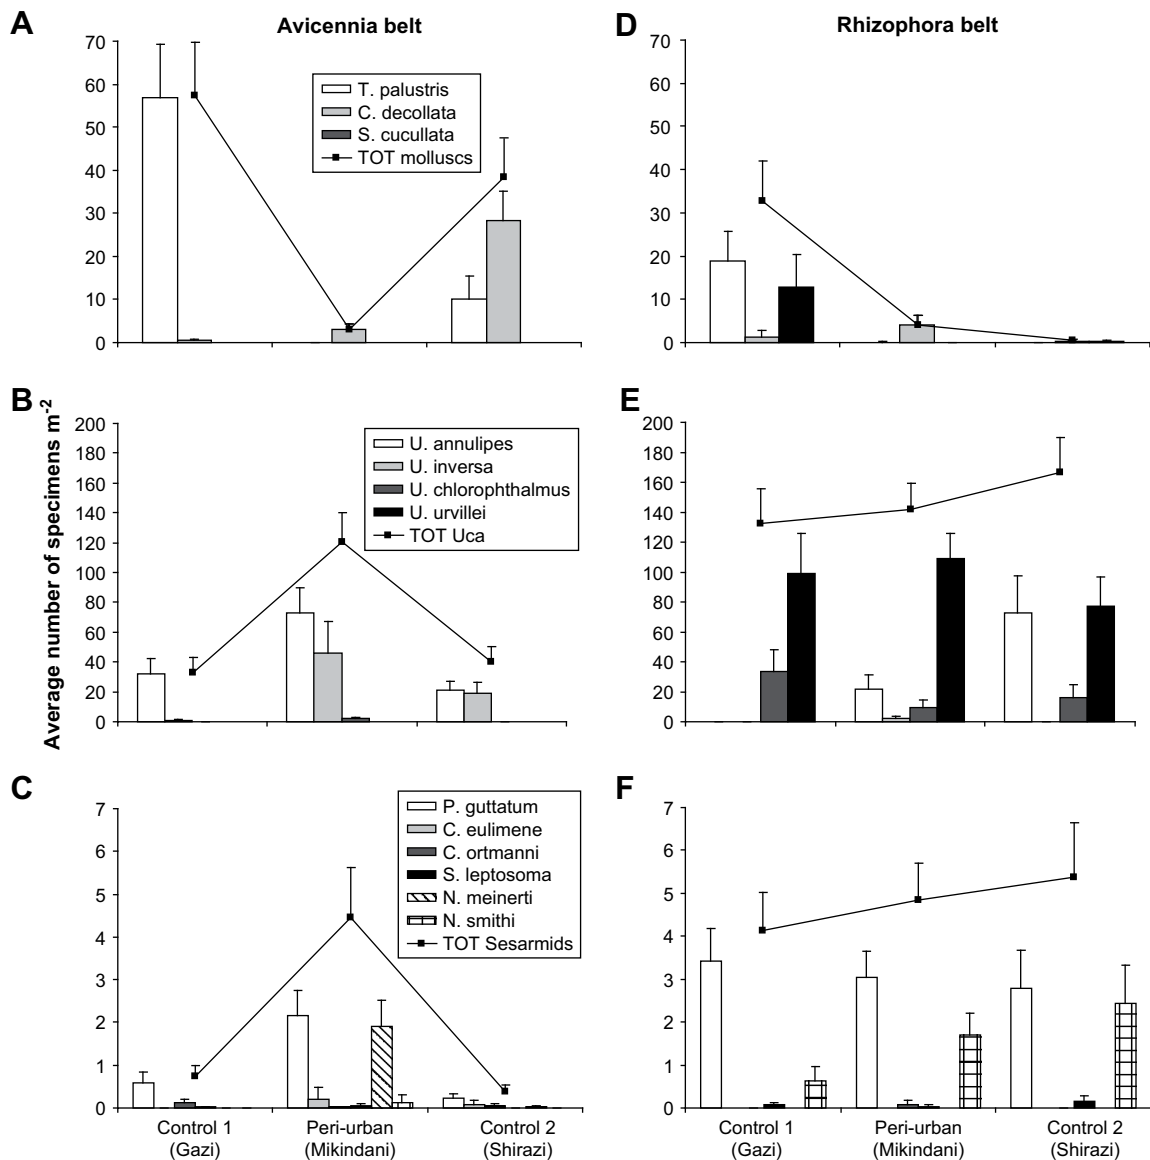 A
Avicennia belt
70
60
50
40
30
20
10
0
T. palustris
C. decollata
S. cucullata
TOT molluscs
D
Rhizophora belt
70
60
50
40
30
20
10
0
Average number of specimens m-2
B
200
180
160
140
120
100
80
60
40
20
0
U. annulipes
U. inversa
U. chlorophthalmus
U. urvillei
TOT Uca
E
200
180
160
140
120
100
80
60
40
20
0
C
7
6
5
4
3
2
1
0
P. guttatum
C. eulimene
C. ortmanni
S. leptosoma
N. meinerti
N. smithi
TOT Sesarmids
Control 1
(Gazi)
Peri-urban
(Mikindani)
Control 2
(Shirazi)
F
7
6
5
4
3
2
1
0
Control 1
(Gazi)
Peri-urban
(Mikindani)
Control 2
(Shirazi)